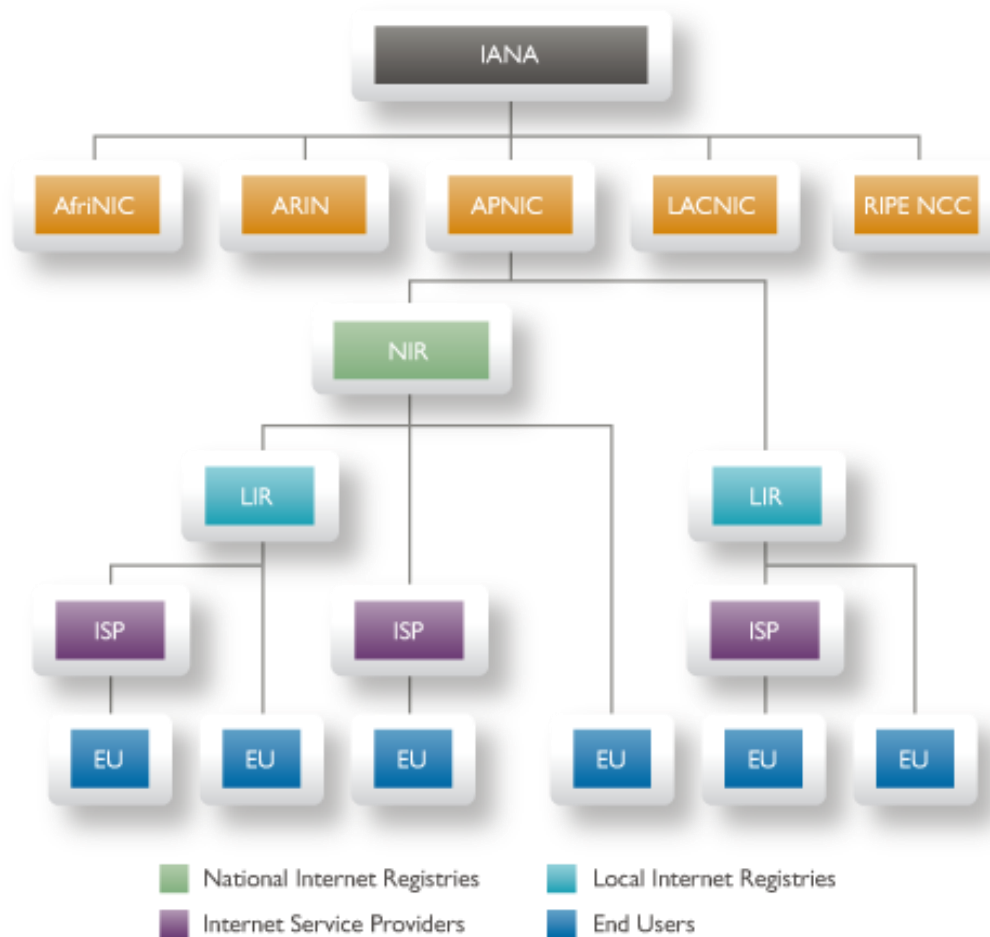 IANA
AfriNIC
ARIN
APNIC
LACNIC
RIPE NCC
NIR
LIR
LIR
ISP
ISP
ISP
EU
EU
EU
EU
EU
EU
National Internet Registries
Local Internet Registries
Internet Service Providers
End Users